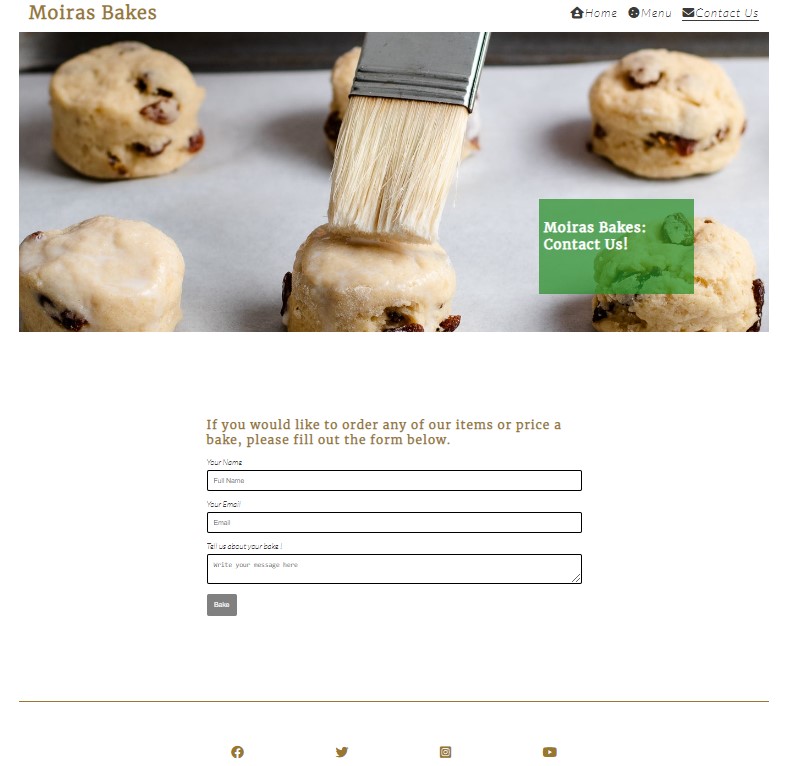 Moiras Bakes
Home Menu Contact Us
Moiras Bakes:
Contact Us!
If you would like to order any of our items or price a
bake, please fill out the form below.
Your Name
Full Name
Your Email
Email
Tell us about your bake !
Write your message here
Bake